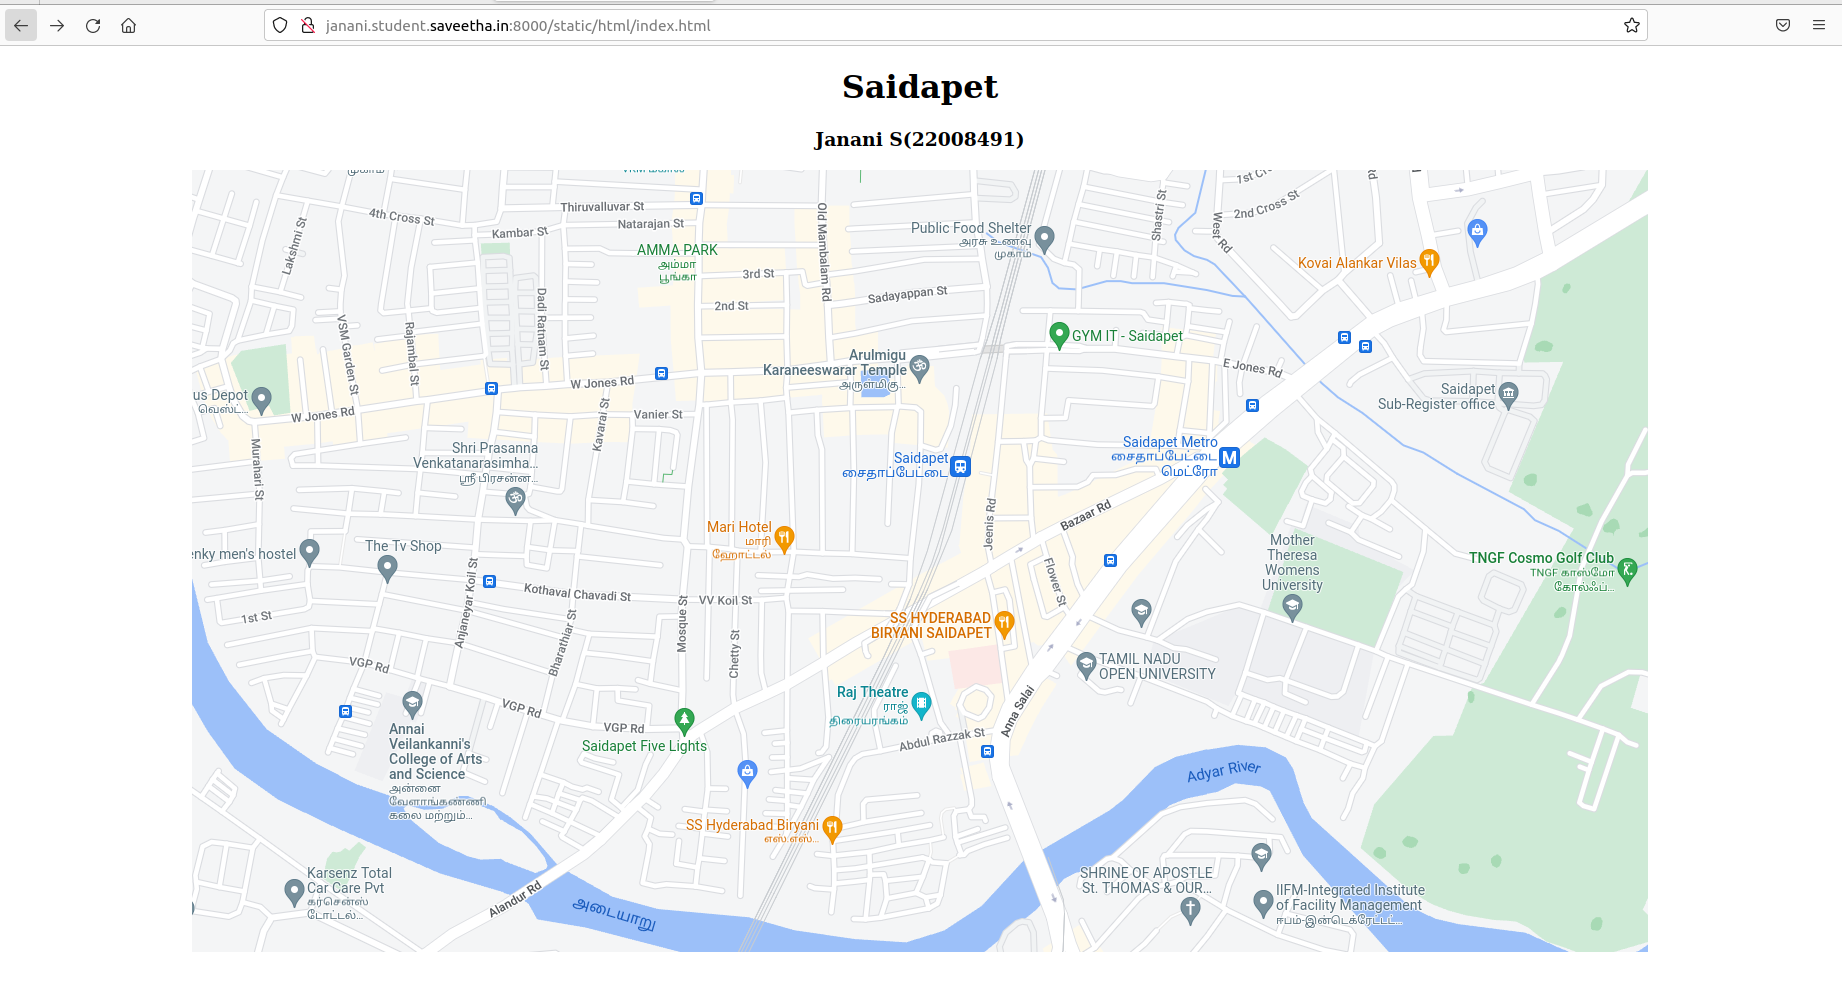 janani.student.saveetha.in:8000/static/html/index.html
Saidapet
Janani S(22008491)
4th Cross St
Thiruvalluvar St
Natarajan St
Kambar St
Lakshmi St
AMMA PARK
அம்மா
பூங்கா
3rd St
2nd St
Old Mambalam Rd
Sadayappan St
Public Food Shelter
அரசு உணவு
முகாம்
Shastri St
West Rd
1st Cr
2nd Cross St
Rd
Kovai Alankar Vilas
Dadi Ratnam St
VSM Garden St
Rajambal St
GYM IT - Saidapet
E Jones Rd
Arulmigu
Karaneeswarar Temple
அருள்மிகு...
us Depot
வெஸ்ட்...
W Jones Rd
W Jones Rd
Vanier St
Kavarai St
Murahari St
Saidapet
Sub-Register office
Shri Prasanna
Venkatanarasimha...
ஸ்ரீ பிரசன்ன...
Saidapet
சைதாப்பேட்டை
Saidapet Metro
சைதாப்பேட்டை
மெட்ரோ
M
Jeenis Rd
Bazaar Rd
Mari Hotel
மாரி
ஹோட்டல்
enky men's hostel
The Tv Shop
Anjaneyar Koil St
Kothaval Chavadi St
VV Koil St
Flower St
Mother
Theresa
Womens
University
TNGF Cosmo Golf Club
TNGF காஸ்மோ
கோல்ஃப்...
1st St
Bharathiar St
Mosque St
Chetty St
SS HYDERABAD
BIRYANI SAIDAPET
TAMIL NADU
OPEN UNIVERSITY
VGP Rd
VGP Rd
VGP Rd
Raj Theatre
ராஜ்
திரையரங்கம்
Anna Salai
Abdul Razzak St
Saidapet Five Lights
Annai
Veilankanni's
College of Arts
and Science
அன்னை
வேளாங்கண்ணி
கலை மற்றும்...
Adyar River
SS Hyderabad Biryani
எஸ்.எஸ்...
Karsenz Total
Car Care Pvt
கர்சென்ஸ்
டோட்டல்...
Alandur Rd
அடையாறு
SHRINE OF APOSTLE
St. THOMAS & OUR...
IIFM-Integrated Institute
of Facility Management
ஈபம்-இன்டெக்ரேட்டட்...